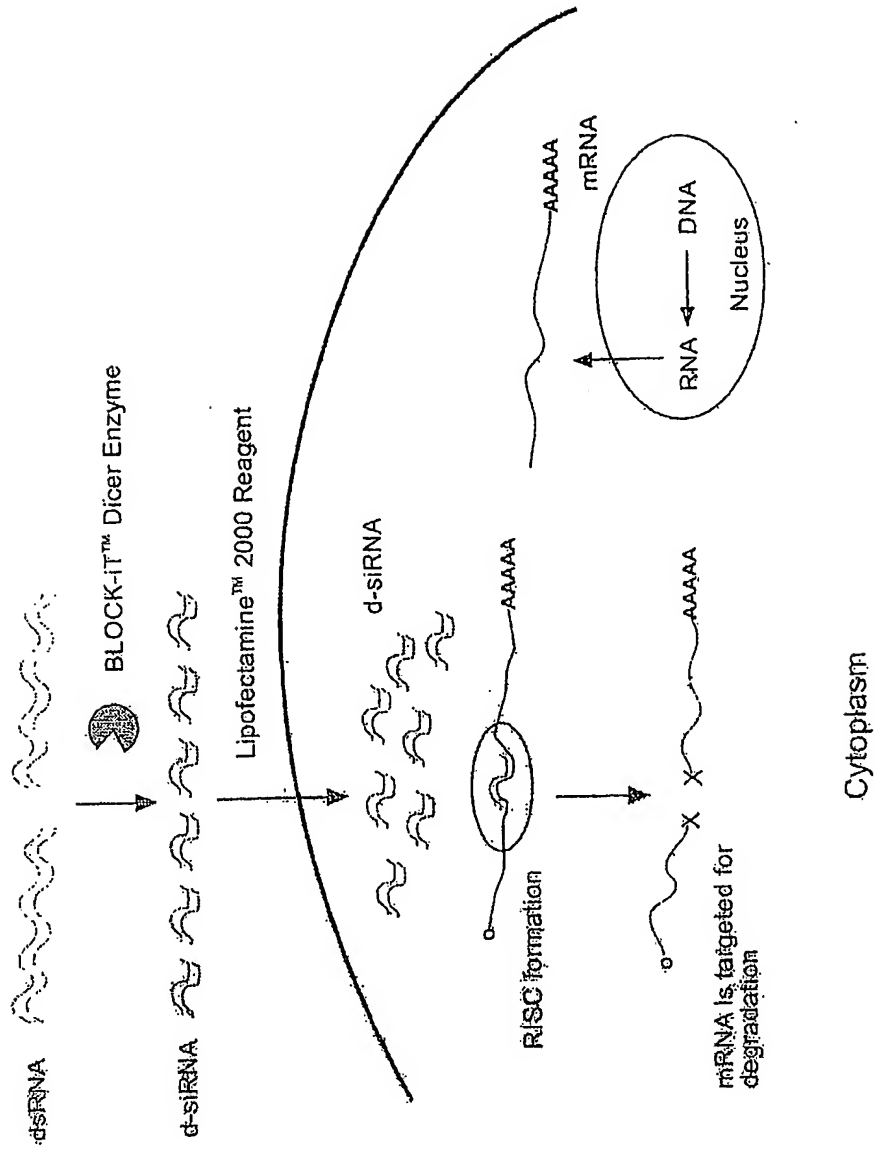 dsRNA
BLOCK-iT™ Dicer Enzyme
d-siRNA
Lipofectamine™ 2000 Reagent
d-siRNA
RISC formation
AAAAA
AAAAA
mRNA
RNA
DNA
Nucleus
X X
AAAAA
mRNA is targeted for
degradation
Cytoplasm